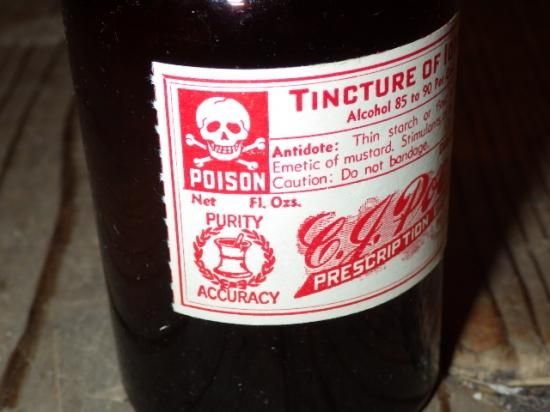 TINCTURE OF
Alcohol 85 to 90 Per
Antidote: Thin starch or
Emetic of mustard. Stimulants,
Caution: Do not bandage.
POISON
Net Fl. Ozs.
PURITY
ACCURACY
E. J.
PRESCRIPTION